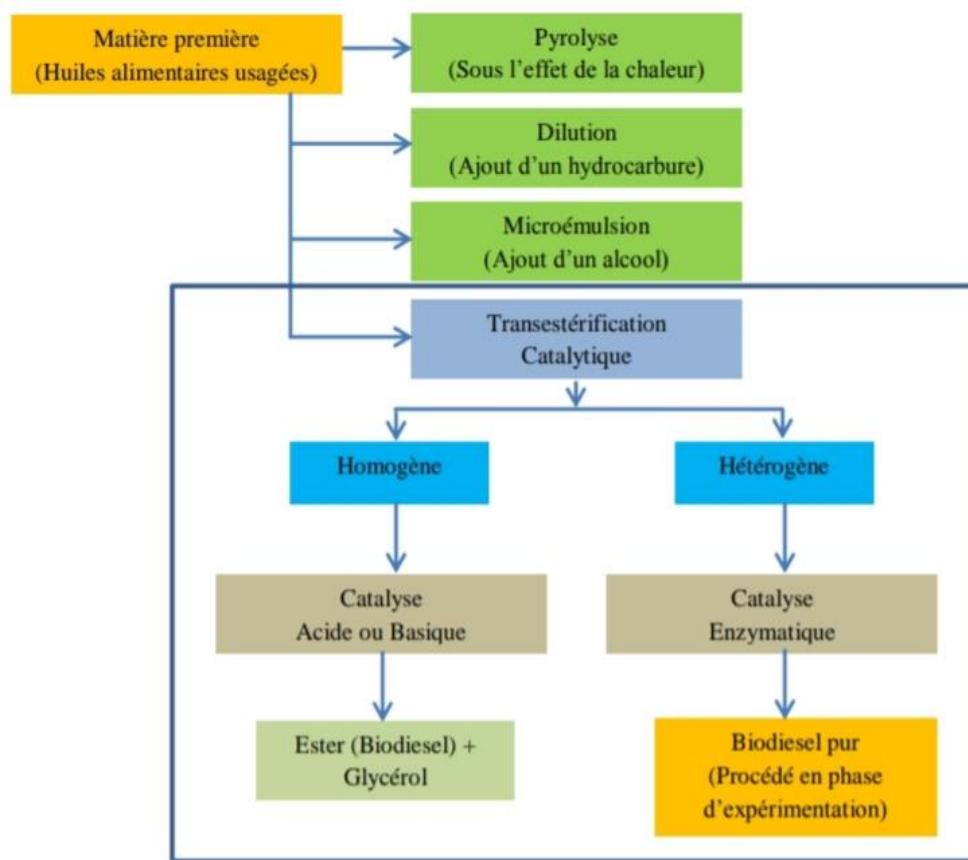 Matière première
(Huiles alimentaires usagées)
Pyrolyse
(Sous l’effet de la chaleur)
Dilution
(Ajout d’un hydrocarbure)
Microémulsion
(Ajout d’un alcool)
Transestérification
Catalytique
Homogène
Hétérogène
Catalyse
Acide ou Basique
Catalyse
Enzymatique
Ester (Biodiesel) +
Glycérol
Biodiesel pur
(Procédé en phase
d’expérimentation)